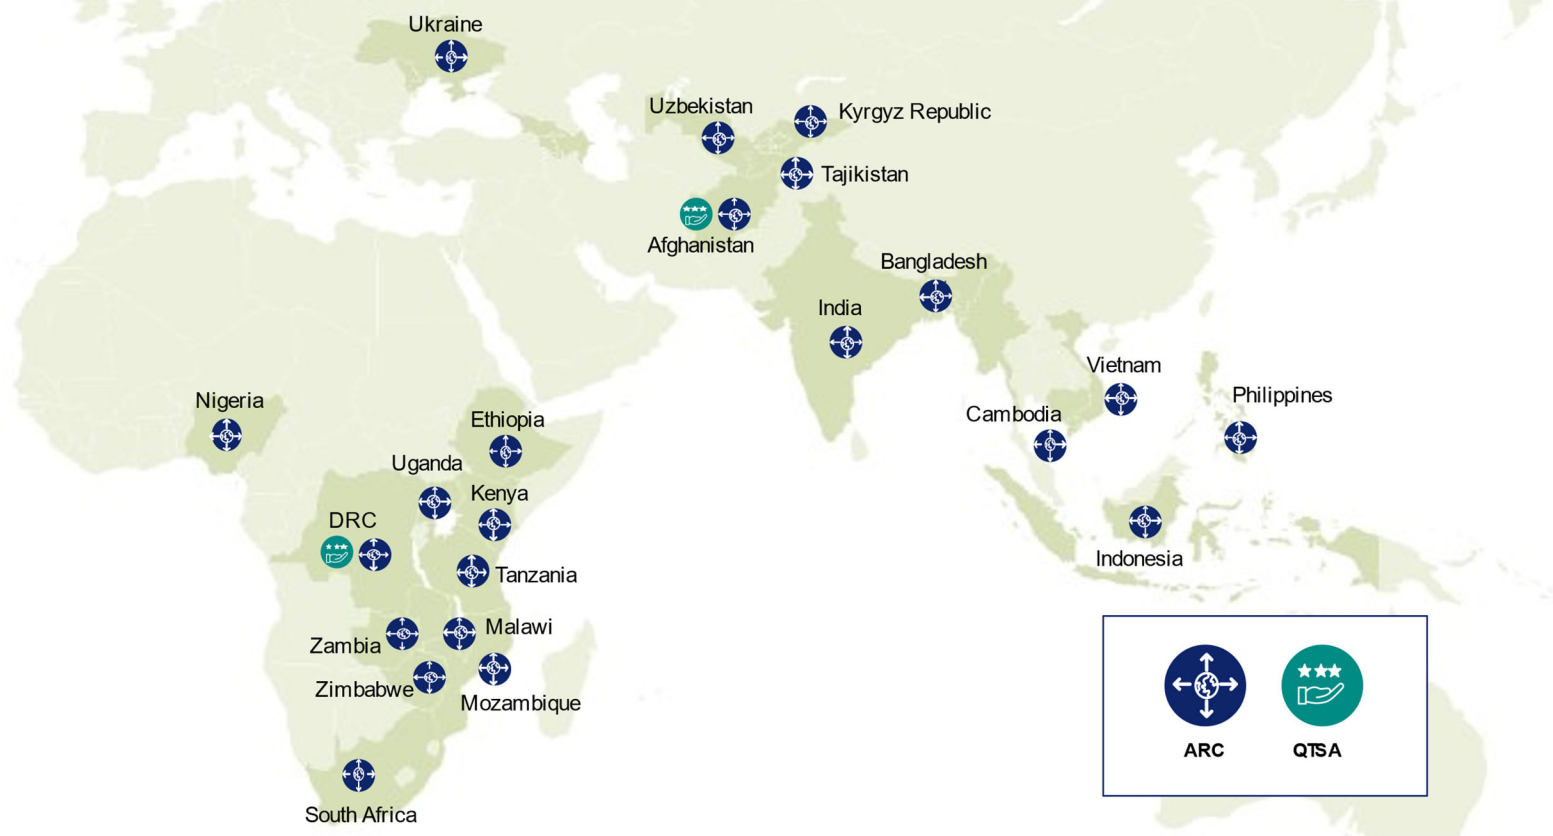 Ukraine
Uzbekistan
Kyrgyz Republic
Tajikistan
Afghanistan
Bangladesh
India
Vietnam
Philippines
Cambodia
Nigeria
Ethiopia
Uganda
Kenya
DRC
Indonesia
Tanzania
Malawi
Zambia
Zimbabwe
Mozambique
South Africa
ARC
QTSA